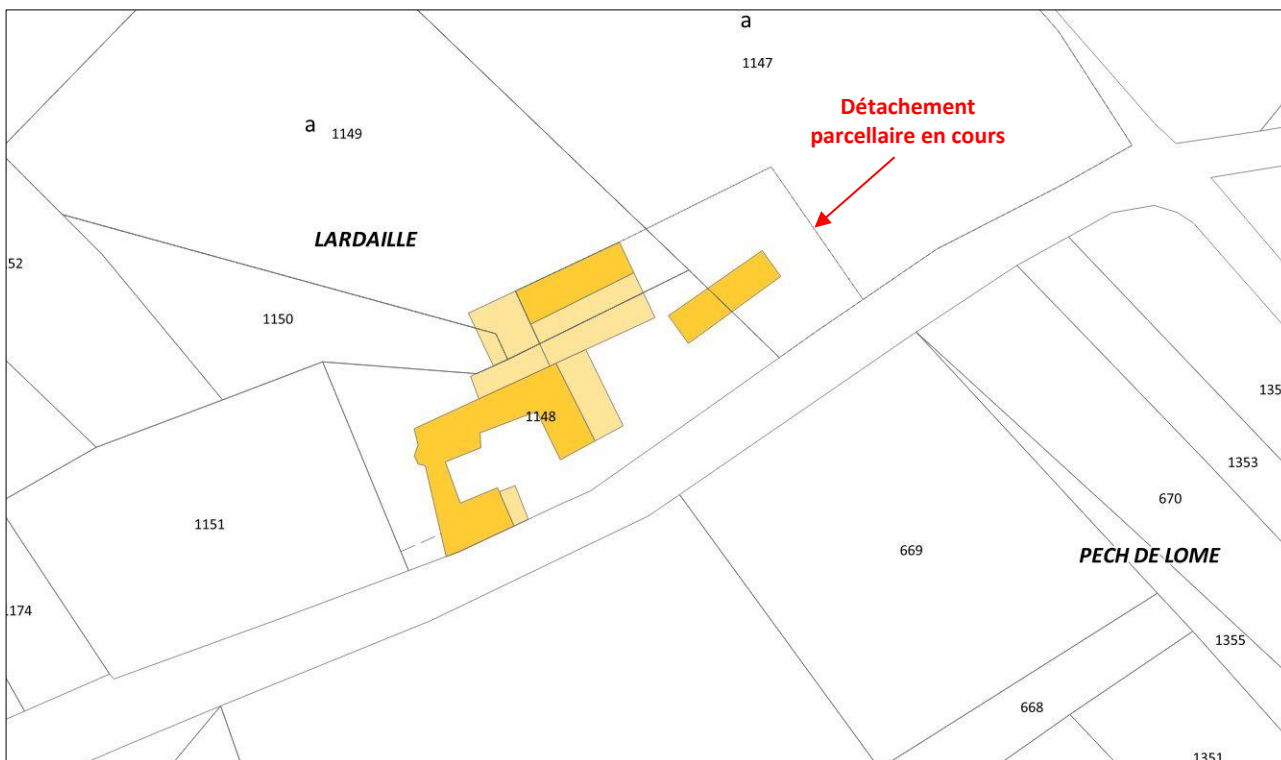 a
1147
Détachement
parcellaire en cours
a
1149
LARDAILLE
52
1150
135
1148
1353
670
1151
669
PECH DE LOME
1174
1355
668
1351